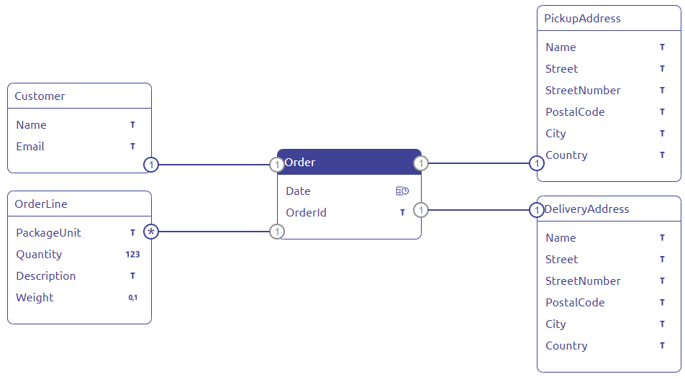 Customer
Name T
Email T
1
OrderLine
PackageUnit T
*
Quantity 123
Description T
Weight 0,1
1
Order
1
Date
OrderId T
1
1
PickupAddress
Name T
Street T
StreetNumber T
PostalCode T
City T
Country T
1
1
DeliveryAddress
Name T
Street T
StreetNumber T
PostalCode T
City T
Country T